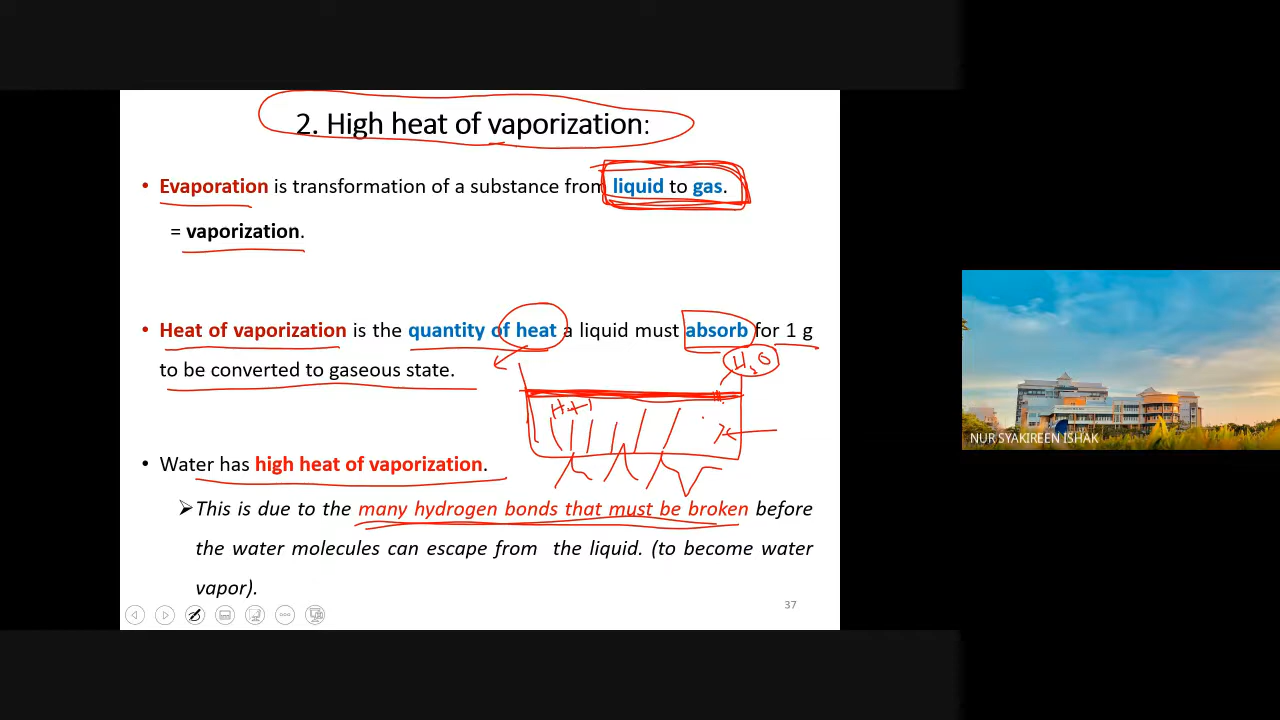 2. High heat of vaporization:
• Evaporation is transformation of a substance from liquid to gas.
= vaporization.
• Heat of vaporization is the quantity of heat a liquid must absorb for 1 g
to be converted to gaseous state.
H₂O
• Water has high heat of vaporization.
➢ This is due to the many hydrogen bonds that must be broken before
the water molecules can escape from the liquid. (to become water
vapor).
37
NUR SYAKIREEN ISHAK